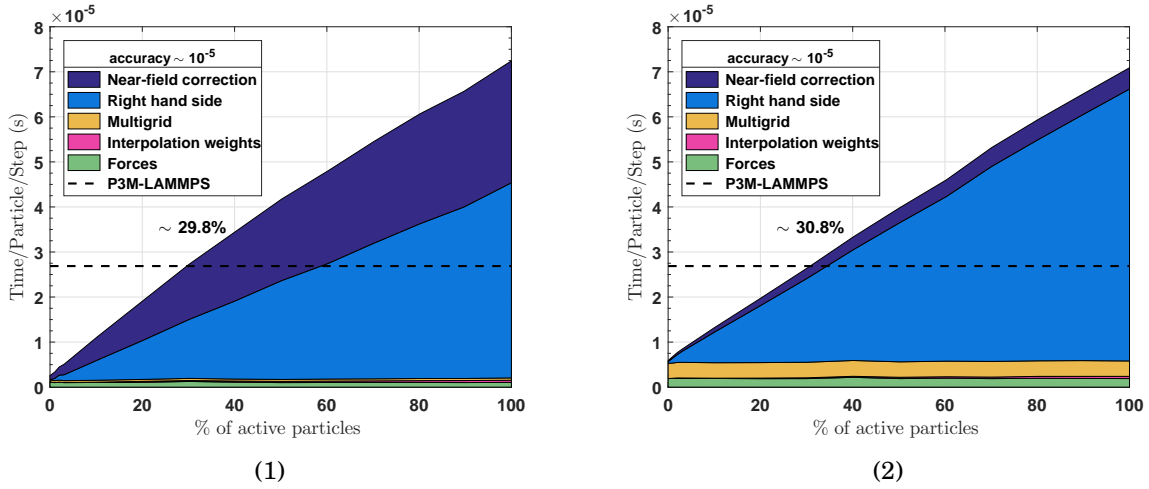 ×10⁻⁵
8
7
6
5
4
3
2
1
0
Time/Particle/Step (s)
accuracy ∼ 10⁻⁵
Near-field correction
Right hand side
Multigrid
Interpolation weights
Forces
P3M-LAMMPS
∼ 29.8%
0 20 40 60 80 100
% of active particles
(1)
×10⁻⁵
8
7
6
5
4
3
2
1
0
Time/Particle/Step (s)
accuracy ∼ 10⁻⁵
Near-field correction
Right hand side
Multigrid
Interpolation weights
Forces
P3M-LAMMPS
∼ 30.8%
0 20 40 60 80 100
% of active particles
(2)